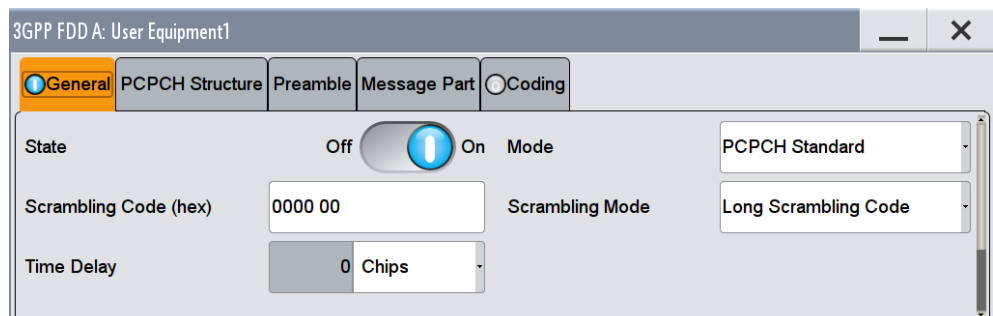 3GPP FDD A: User Equipment1
General PCPCH Structure Preamble Message Part Coding
State Off On Mode PCPCH Standard
Scrambling Code (hex) 0000 00 Scrambling Mode Long Scrambling Code
Time Delay 0 Chips